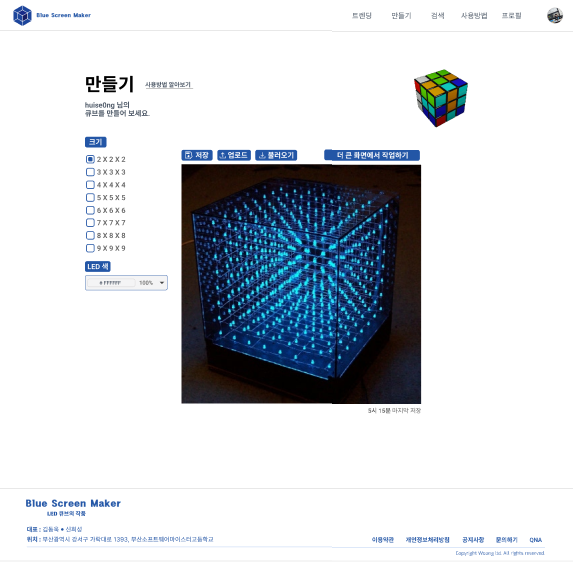 Blue Screen Maker
트렌딩 만들기 검색 사용방법 프로필
만들기 사용방법 알아보기
huise0ng 님의
큐브를 만들어 보세요.
크기
2 X 2 X 2
3 X 3 X 3
4 X 4 X 4
5 X 5 X 5
6 X 6 X 6
7 X 7 X 7
8 X 8 X 8
9 X 9 X 9
LED 색
# FFFFFF 100%
저장 업로드 불러오기 더 큰 화면에서 작업하기
5시 15분 마지막 저장
Blue Screen Maker
LED 큐브의 작품
대표 : 김동욱 • 신희성
위치 : 부산광역시 강서구 가락대로 1393, 부산소프트웨어마이스터고등학교
이용약관 개인정보처리방침 공지사항 문의하기 QNA
Copyright Woong Ist. All rights reserved.